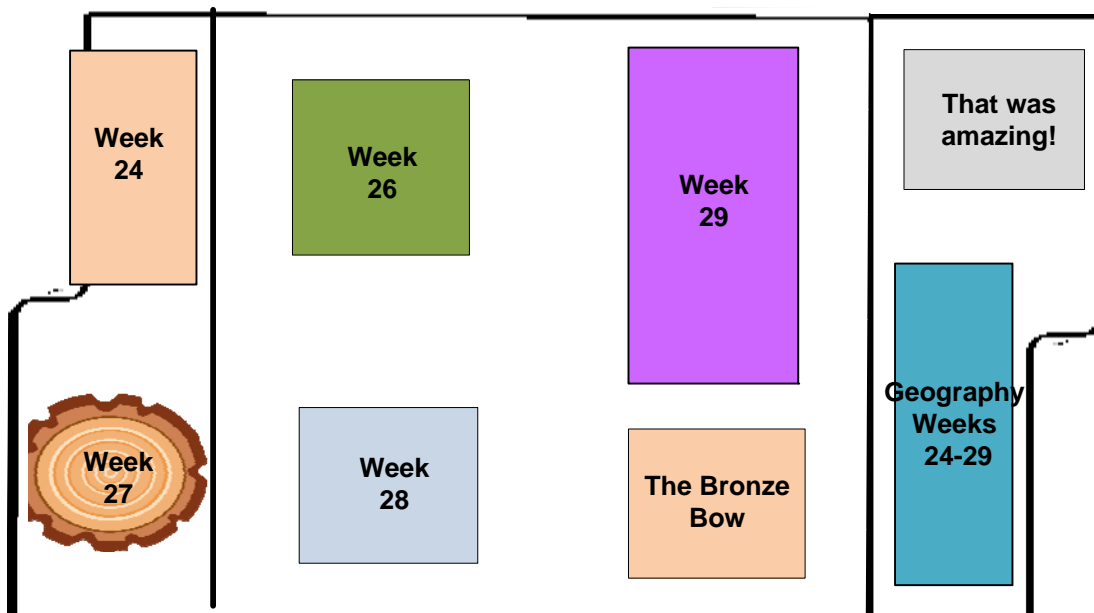 Week
24
Week
26
Week
29
That was
amazing!
Week
27
Week
28
The Bronze
Bow
Geography
Weeks
24-29